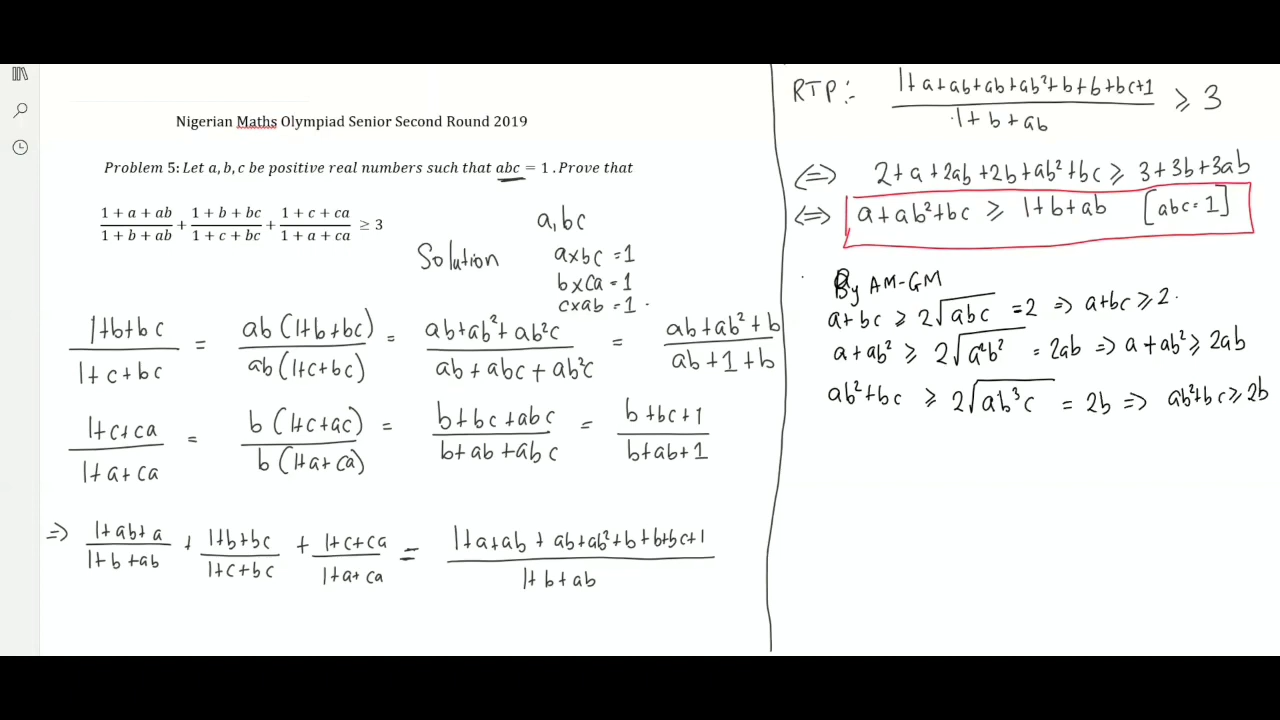 Nigerian Maths Olympiad Senior Second Round 2019
Problem 5: Let a, b, c be positive real numbers such that abc = 1. Prove that
(1 + a + ab)/(1 + b + ab) + (1 + b + bc)/(1 + c + bc) + (1 + c + ca)/(1 + a + ca) ≥ 3
a, bc
Solution
a×bc = 1
b×ca = 1
c×ab = 1 .
(1+b+bc)/(1+c+bc) = ab(1+b+bc)/ab(1+c+bc) = (ab+ab²+ab²c)/(ab+abc+ab²c) = (ab+ab²+b)/(ab+1+b)
(1+c+ca)/(1+a+ca) = b(1+c+ac)/b(1+a+ca) = (b+bc+abc)/(b+ab+abc) = (b+bc+1)/(b+ab+1)
=> (1+ab+a)/(1+b+ab) + (1+b+bc)/(1+c+bc) + (1+c+ca)/(1+a+ca) = (1+a+ab+ab+ab²+b+b+bc+1)/(1+b+ab)
RTP:- (1+a+ab+ab+ab²+b+b+bc+1)/(1+b+ab) ≥ 3
<=> 2+a+2ab+2b+ab²+bc ≥ 3+3b+3ab
<=> a+ab²+bc ≥ 1+b+ab [abc=1]
By AM-GM
a+bc ≥ 2√abc = 2 => a+bc ≥ 2.
a+ab² ≥ 2√a²b² = 2ab => a+ab² ≥ 2ab
ab²+bc ≥ 2√ab³c = 2b => ab²+bc ≥ 2b